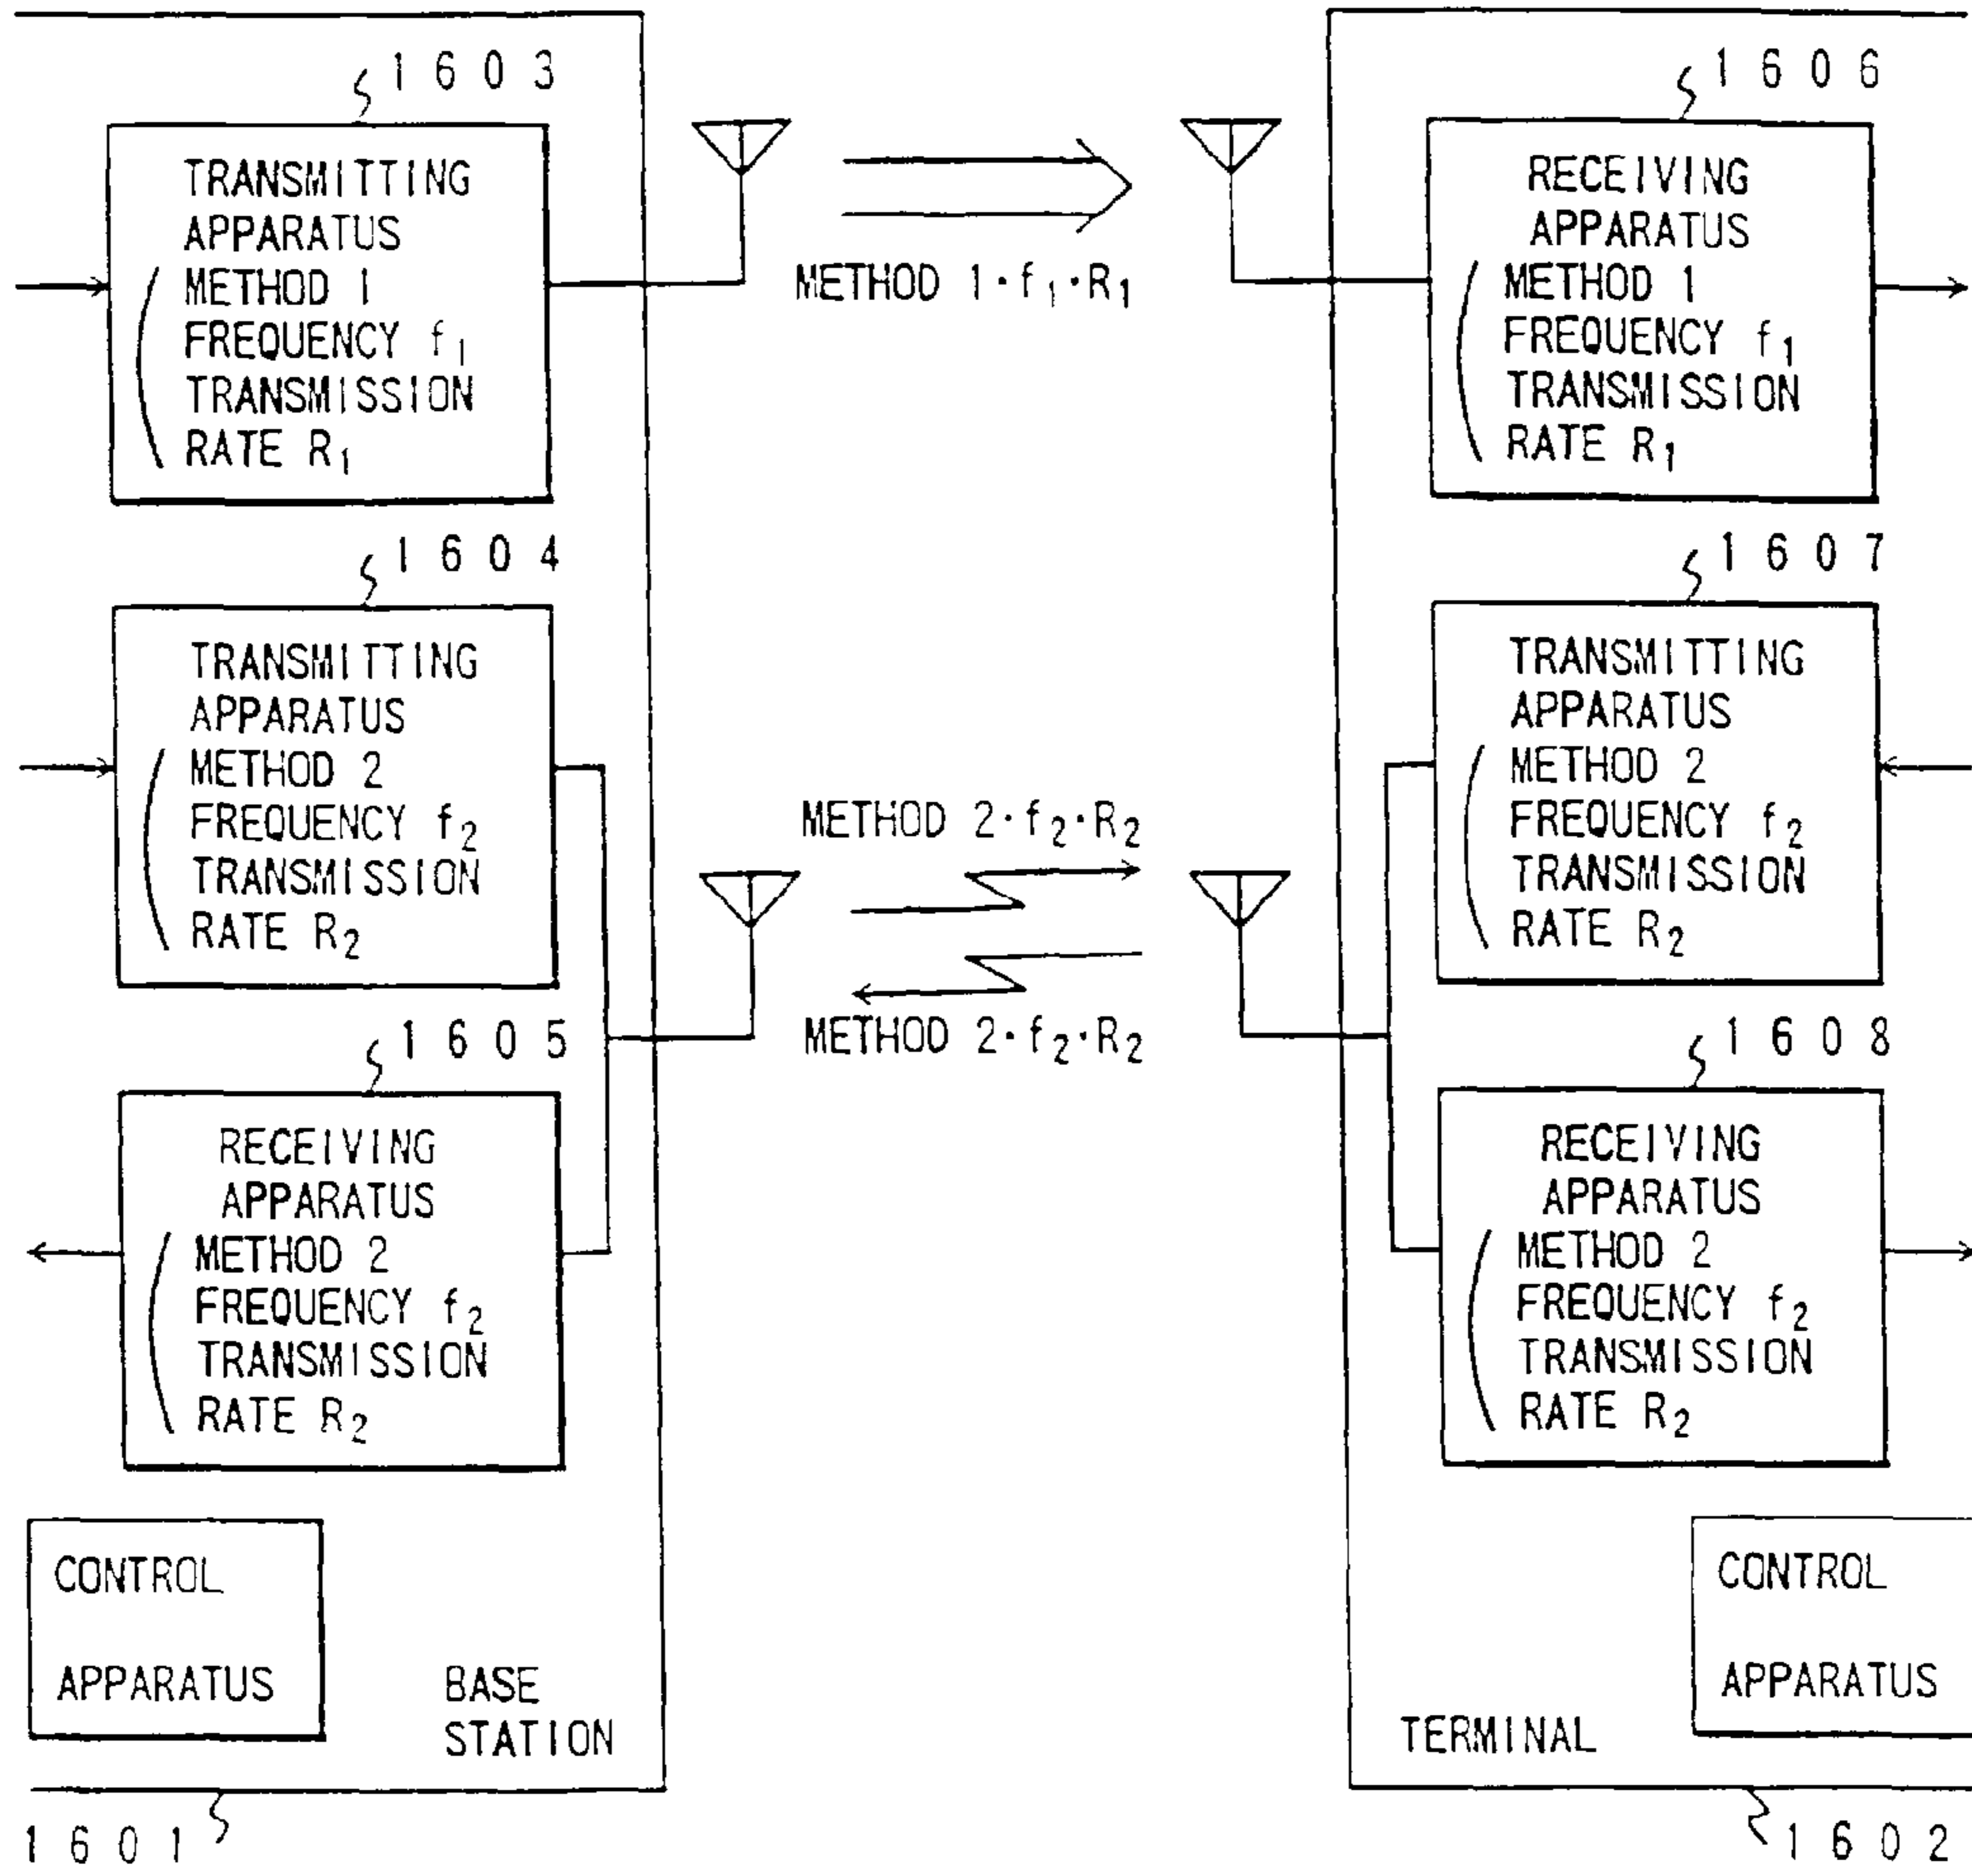 1603
TRANSMITTING
APPARATUS
METHOD 1
FREQUENCY f₁
TRANSMISSION
RATE R₁
1604
TRANSMITTING
APPARATUS
METHOD 2
FREQUENCY f₂
TRANSMISSION
RATE R₂
1605
RECEIVING
APPARATUS
METHOD 2
FREQUENCY f₂
TRANSMISSION
RATE R₂
CONTROL
APPARATUS
BASE
STATION
1601
METHOD 1·f₁·R₁
METHOD 2·f₂·R₂
METHOD 2·f₂·R₂
1606
RECEIVING
APPARATUS
METHOD 1
FREQUENCY f₁
TRANSMISSION
RATE R₁
1607
TRANSMITTING
APPARATUS
METHOD 2
FREQUENCY f₂
TRANSMISSION
RATE R₂
1608
RECEIVING
APPARATUS
METHOD 2
FREQUENCY f₂
TRANSMISSION
RATE R₂
CONTROL
APPARATUS
TERMINAL
1602